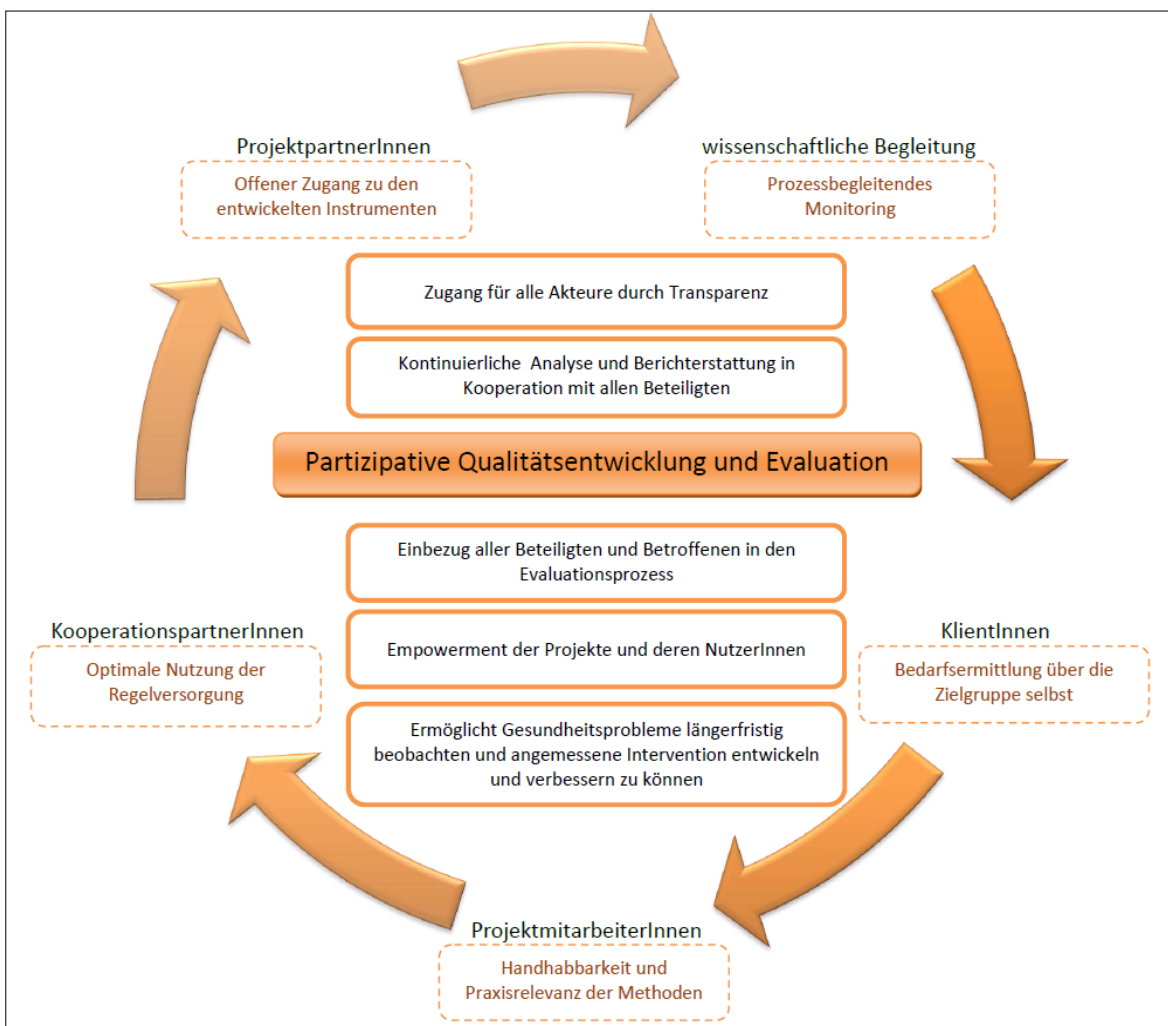 ProjektpartnerInnen
Offener Zugang zu den
entwickelten Instrumenten
wissenschaftliche Begleitung
Prozessbegleitendes
Monitoring
Zugang für alle Akteure durch Transparenz
Kontinuierliche Analyse und Berichterstattung in
Kooperation mit allen Beteiligten
Partizipative Qualitätsentwicklung und Evaluation
Einbezug aller Beteiligten und Betroffenen in den
Evaluationsprozess
Empowerment der Projekte und deren NutzerInnen
Ermöglicht Gesundheitsprobleme längerfristig
beobachten und angemessene Intervention entwickeln
und verbessern zu können
KooperationspartnerInnen
Optimale Nutzung der
Regelversorgung
KlientInnen
Bedarfsermittlung über die
Zielgruppe selbst
ProjektmitarbeiterInnen
Handhabbarkeit und
Praxisrelevanz der Methoden